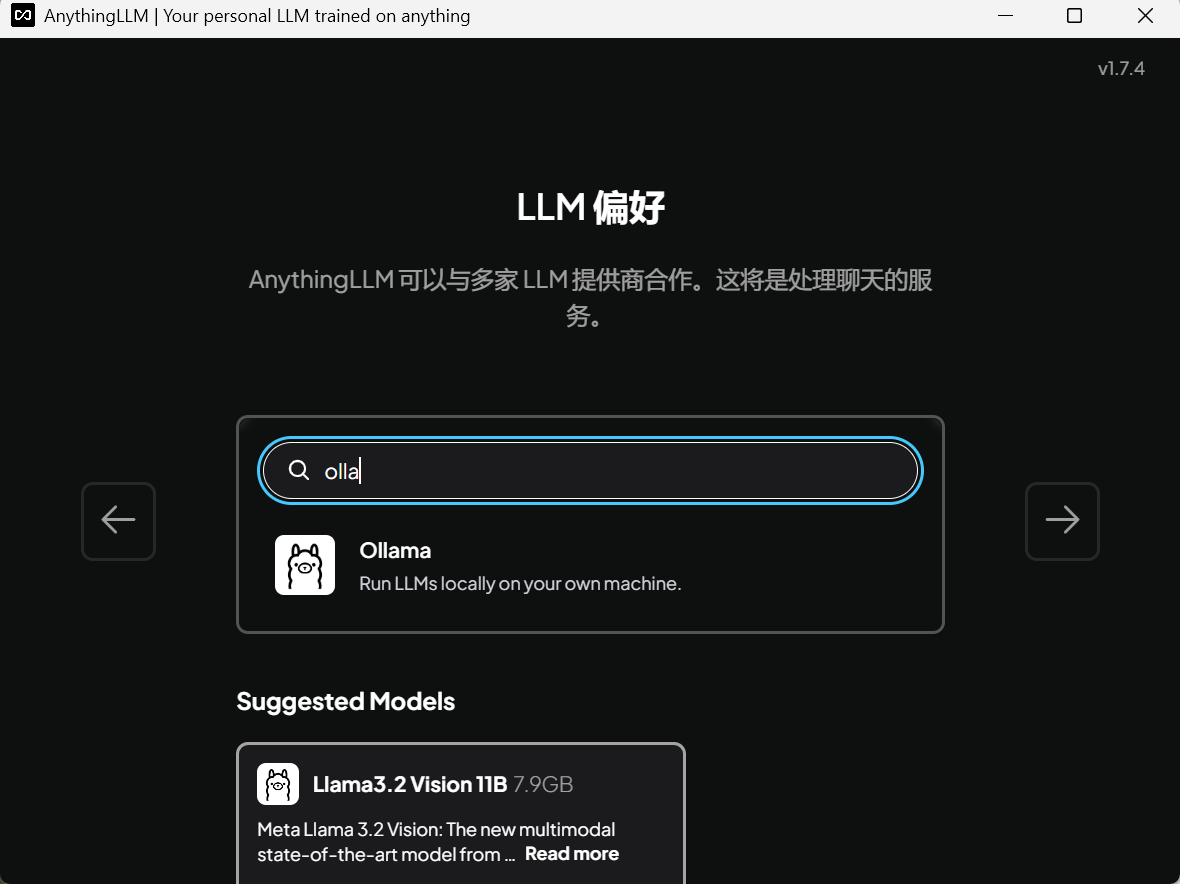 AnythingLLM | Your personal LLM trained on anything
v1.7.4
LLM 偏好
AnythingLLM 可以与多家 LLM 提供商合作。这将是处理聊天的服
务。
olla
Ollama
Run LLMs locally on your own machine.
Suggested Models
Llama3.2 Vision 11B 7.9GB
Meta Llama 3.2 Vision: The new multimodal
state-of-the-art model from ... Read more